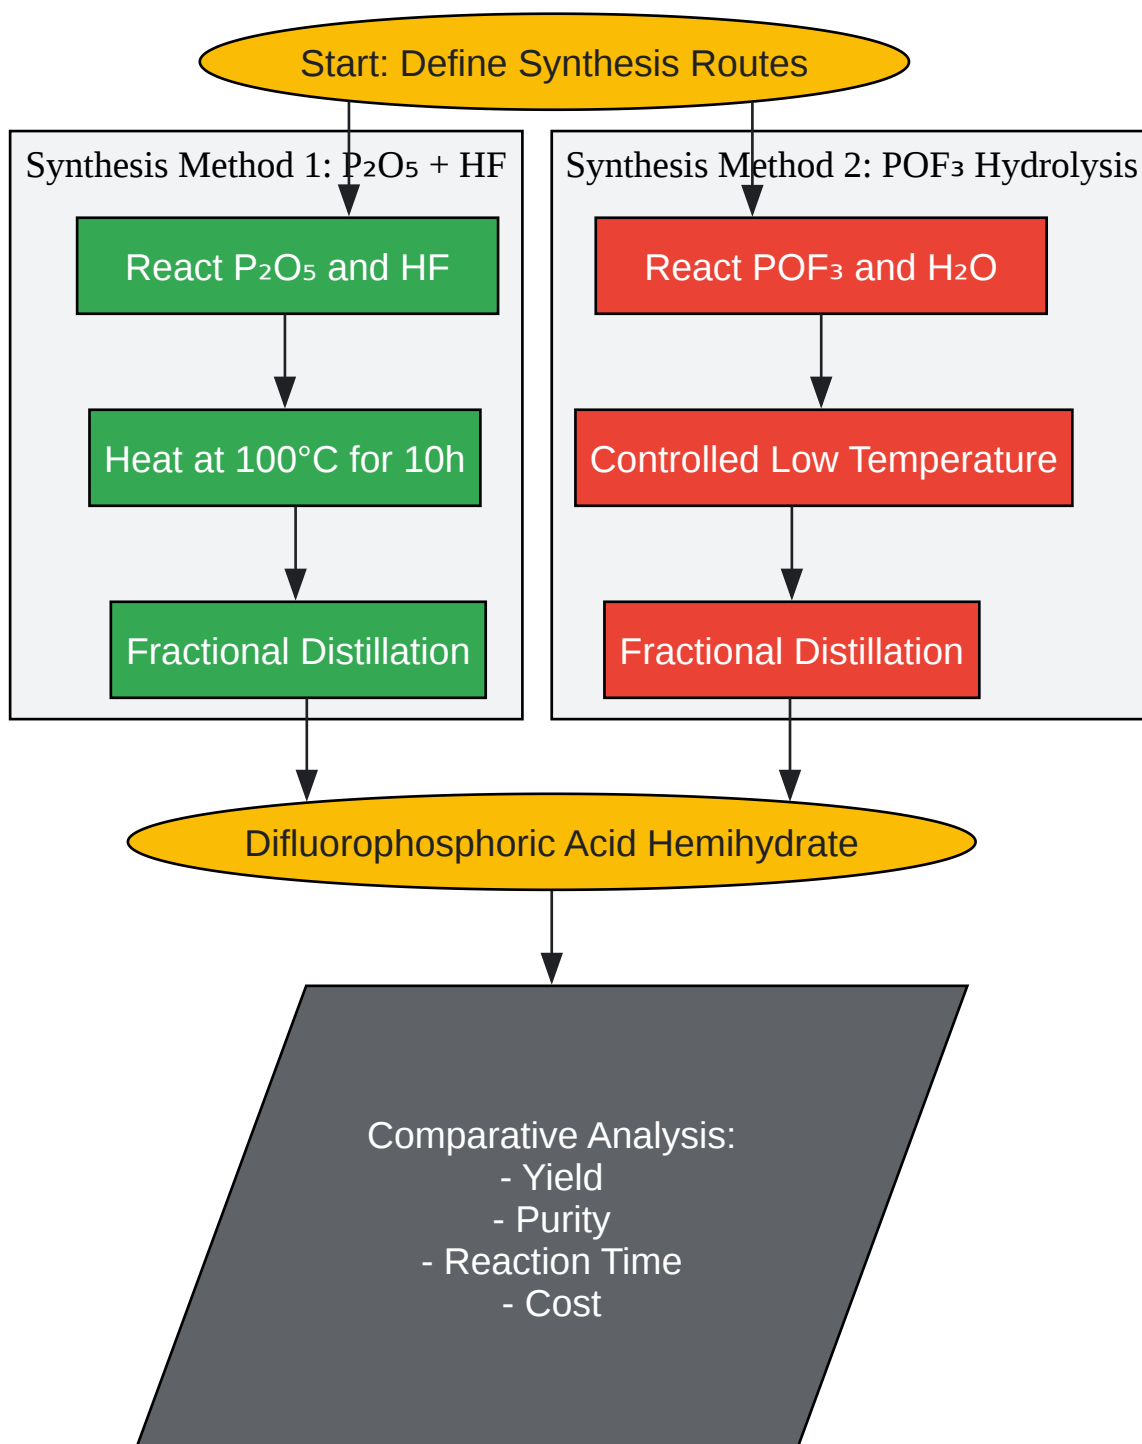 Start: Define Synthesis Routes
Synthesis Method 1: P₂O₅ + HF
React P₂O₅ and HF
Heat at 100°C for 10h
Fractional Distillation
Synthesis Method 2: POF₃ Hydrolysis
React POF₃ and H₂O
Controlled Low Temperature
Fractional Distillation
Difluorophosphoric Acid Hemihydrate
Comparative Analysis:
- Yield
- Purity
- Reaction Time
- Cost